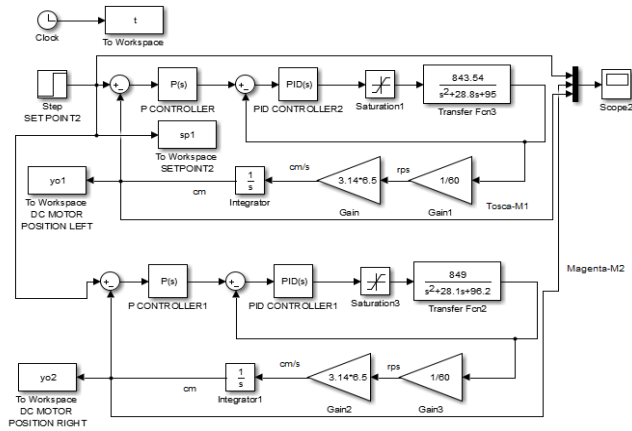 t
Clock
To Workspace
P(s)
PID(s)
843.54
s²+28.8s+95
Step
SETPOINT2
P CONTROLLER
PID CONTROLLER2
Saturation1
Transfer Fcn3
Scope2
sp1
To Workspace
SETPOINT2
yo1
cm
1
s
Integrator
cm/s
3.14*6.5
Gain
rps
1/60
Gain1
Tosca-M1
To Workspace
DC MOTOR
POSITION LEFT
Magenta-M2
P(s)
PID(s)
849
s²+28.1s+96.2
P CONTROLLER1
PID CONTROLLER1
Saturation3
Transfer Fcn2
yo2
cm
1
s
Integrator1
cm/s
3.14*6.5
Gain2
rps
1/60
Gain3
To Workspace
DC MOTOR
POSITION RIGHT